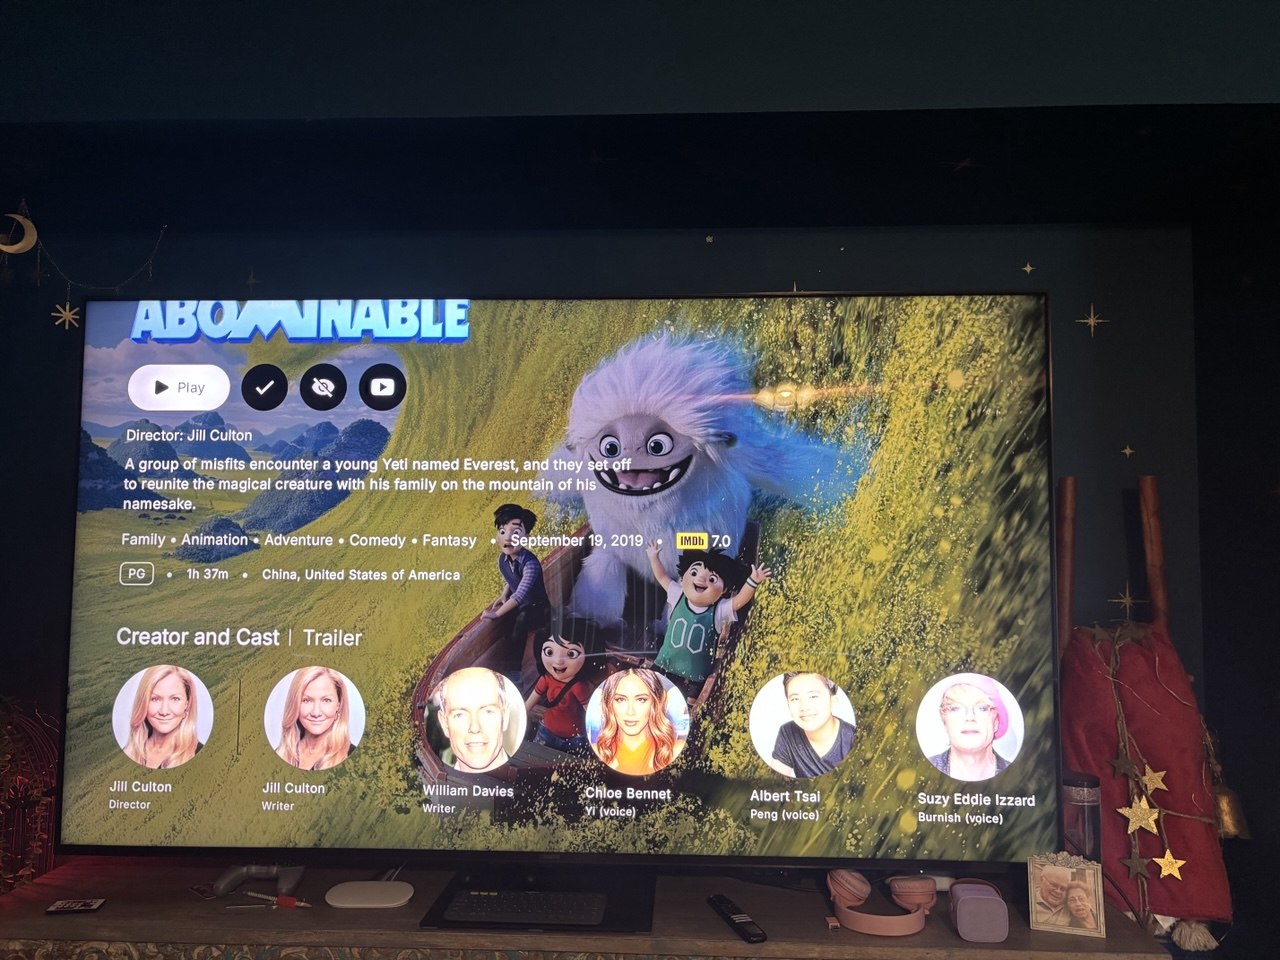 ABOMINABLE
Play
Director: Jill Culton
A group of misfits encounter a young Yeti named Everest, and they set off
to reunite the magical creature with his family on the mountain of his
namesake.
Family • Animation • Adventure • Comedy • Fantasy • September 19, 2019 • IMDb 7.0
PG • 1h 37m • China, United States of America
Creator and Cast | Trailer
Jill Culton
Director
Jill Culton
Writer
William Davies
Writer
Chloe Bennet
Yi (voice)
Albert Tsai
Peng (voice)
Suzy Eddie Izzard
Burnish (voice)
00